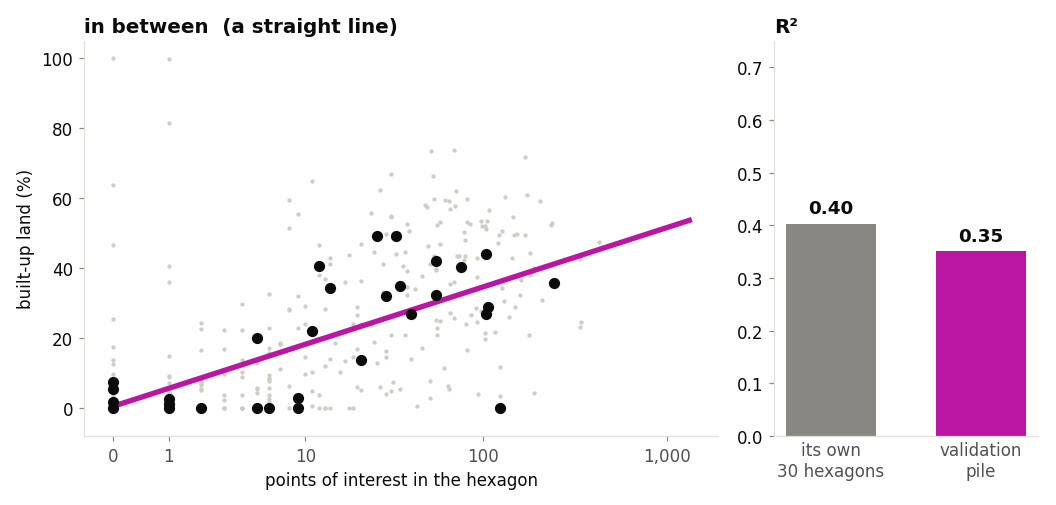 in between  (a straight line)
R²
built-up land (%)
100
80
60
40
20
0
0
1
10
100
1,000
points of interest in the hexagon
0.7
0.6
0.5
0.4
0.3
0.2
0.1
0.0
0.40
0.35
its own
30 hexagons
validation
pile